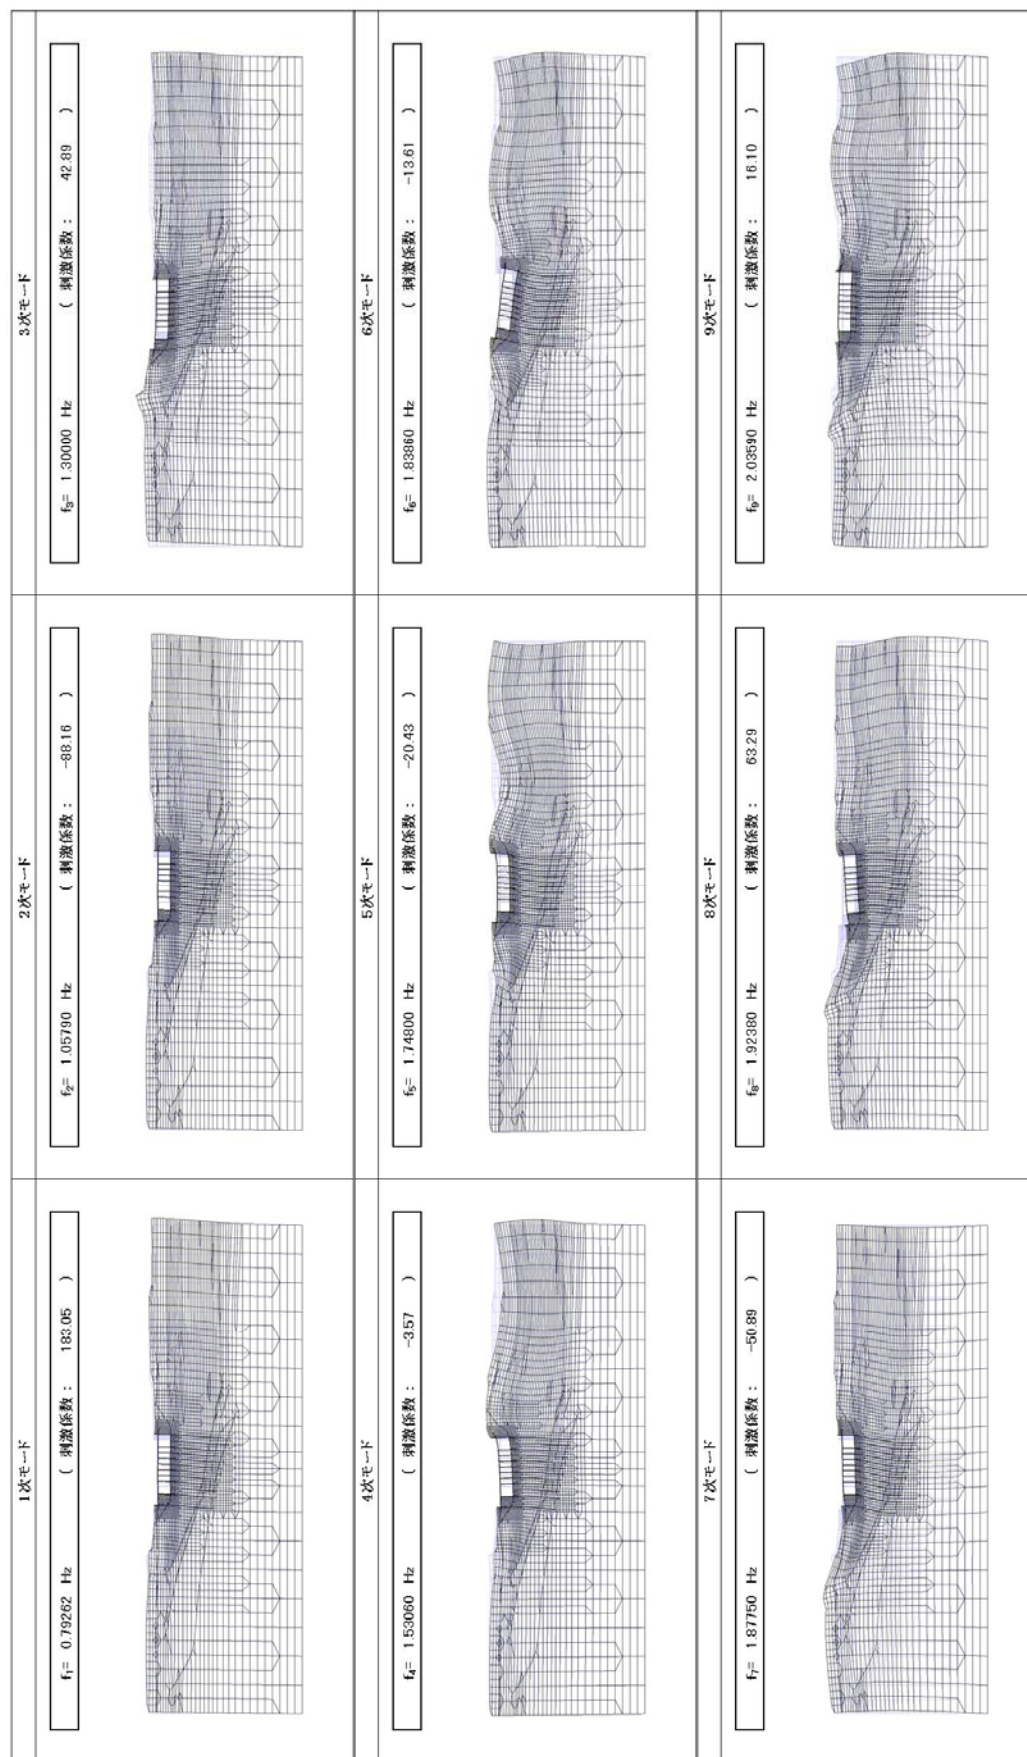 1次モード
f₁= 0.79262 Hz ( 刺激係数 : 183.05 )
2次モード
f₂= 1.05790 Hz ( 刺激係数 : -88.16 )
3次モード
f₃= 1.30000 Hz ( 刺激係数 : 42.89 )
4次モード
f₄= 1.53060 Hz ( 刺激係数 : -3.57 )
5次モード
f₅= 1.74800 Hz ( 刺激係数 : -20.43 )
6次モード
f₆= 1.83860 Hz ( 刺激係数 : -13.61 )
7次モード
f₇= 1.87750 Hz ( 刺激係数 : -50.89 )
8次モード
f₈= 1.92380 Hz ( 刺激係数 : 63.29 )
9次モード
f₉= 2.03590 Hz ( 刺激係数 : 16.10 )